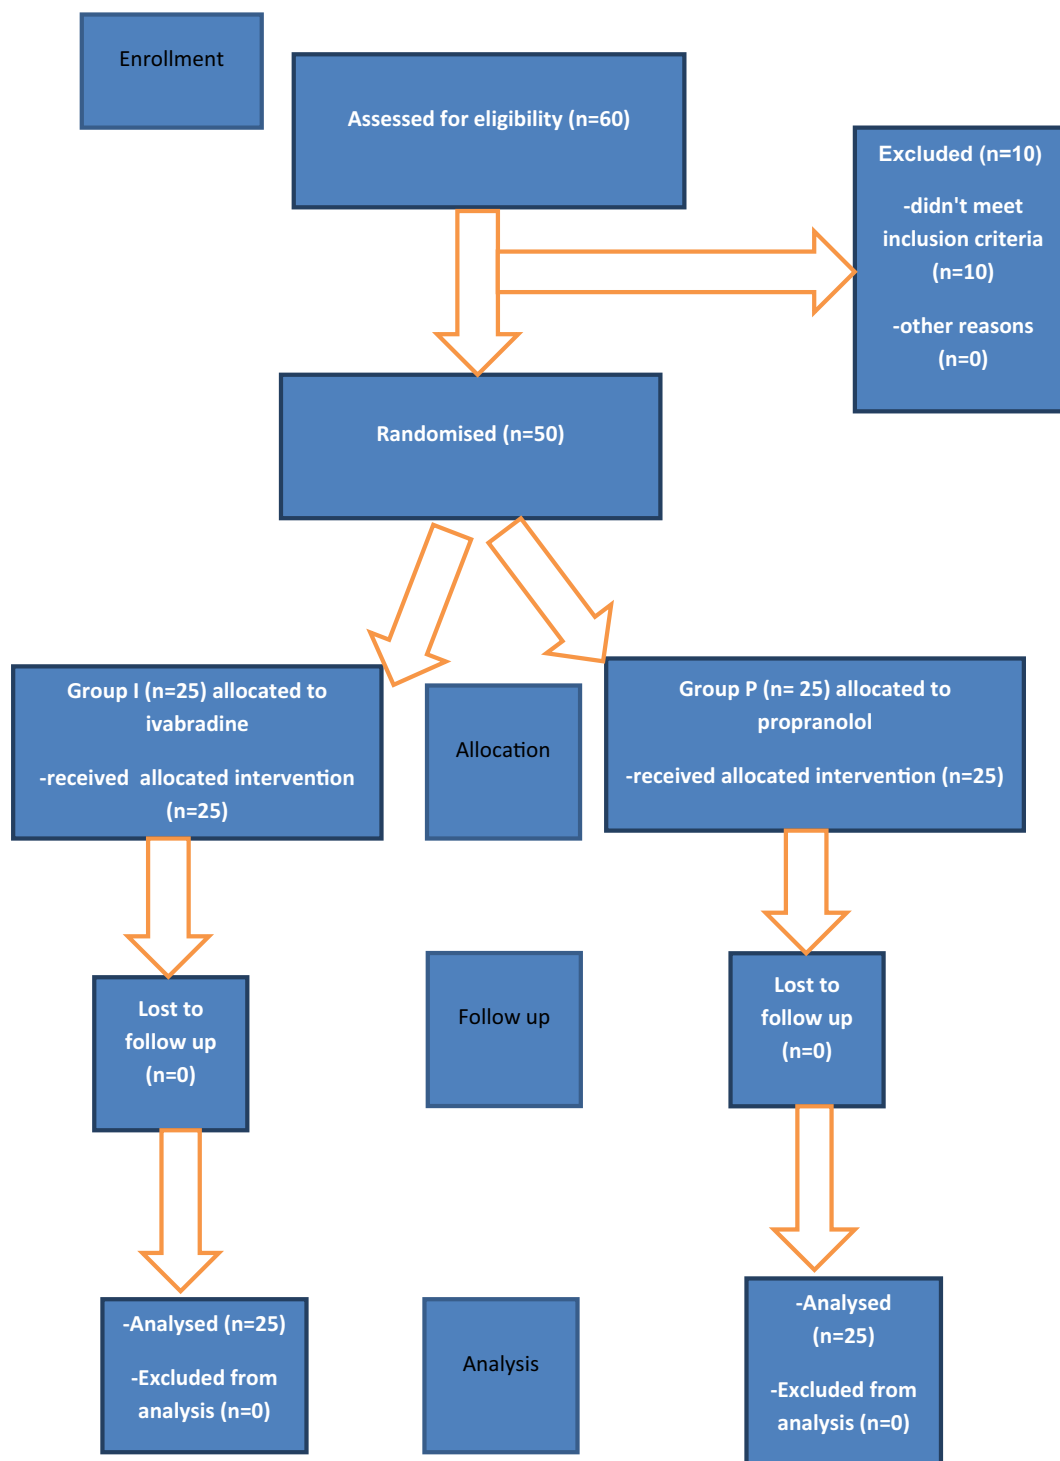 Enrollment
Assessed for eligibility (n=60)
Excluded (n=10)
-didn't meet
inclusion criteria
(n=10)
-other reasons
(n=0)
Randomised (n=50)
Group I (n=25) allocated to
ivabradine
-received  allocated intervention
(n=25)
Allocation
Group P (n= 25) allocated to
propranolol
-received allocated intervention (n=25)
Lost to
follow up
(n=0)
Follow up
Lost to
follow up
(n=0)
-Analysed (n=25)
-Excluded from
analysis (n=0)
Analysis
-Analysed
(n=25)
-Excluded from
analysis (n=0)